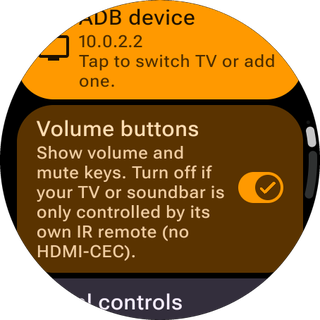 ADB device
10.0.2.2
Tap to switch TV or add
one.
Volume buttons
Show volume and
mute keys. Turn off if
your TV or soundbar is
only controlled by its
own IR remote (no
HDMI-CEC).
controls